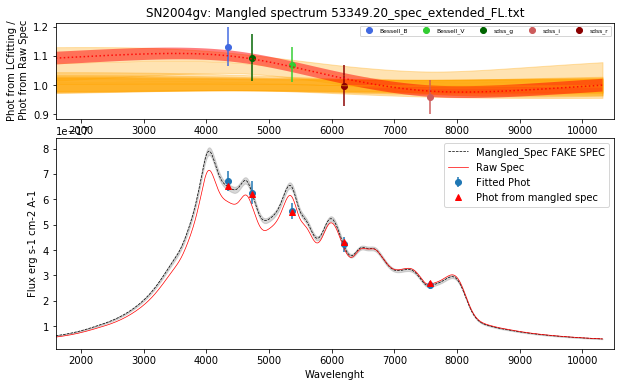 SN2004gv: Mangled spectrum 53349.20_spec_extended_FL.txt
Phot from LCfitting /
Phot from Raw Spec
1.2
1.1
1.0
0.9
Bessell_B Bessell_V sdss_g sdss_i sdss_r
2000 3000 4000 5000 6000 7000 8000 9000 10000
1e−17
Flux erg s-1 cm-2 A-1
8
7
6
5
4
3
2
1
Mangled_Spec FAKE SPEC
Raw Spec
Fitted Phot
Phot from mangled spec
2000 3000 4000 5000 6000 7000 8000 9000 10000
Wavelenght